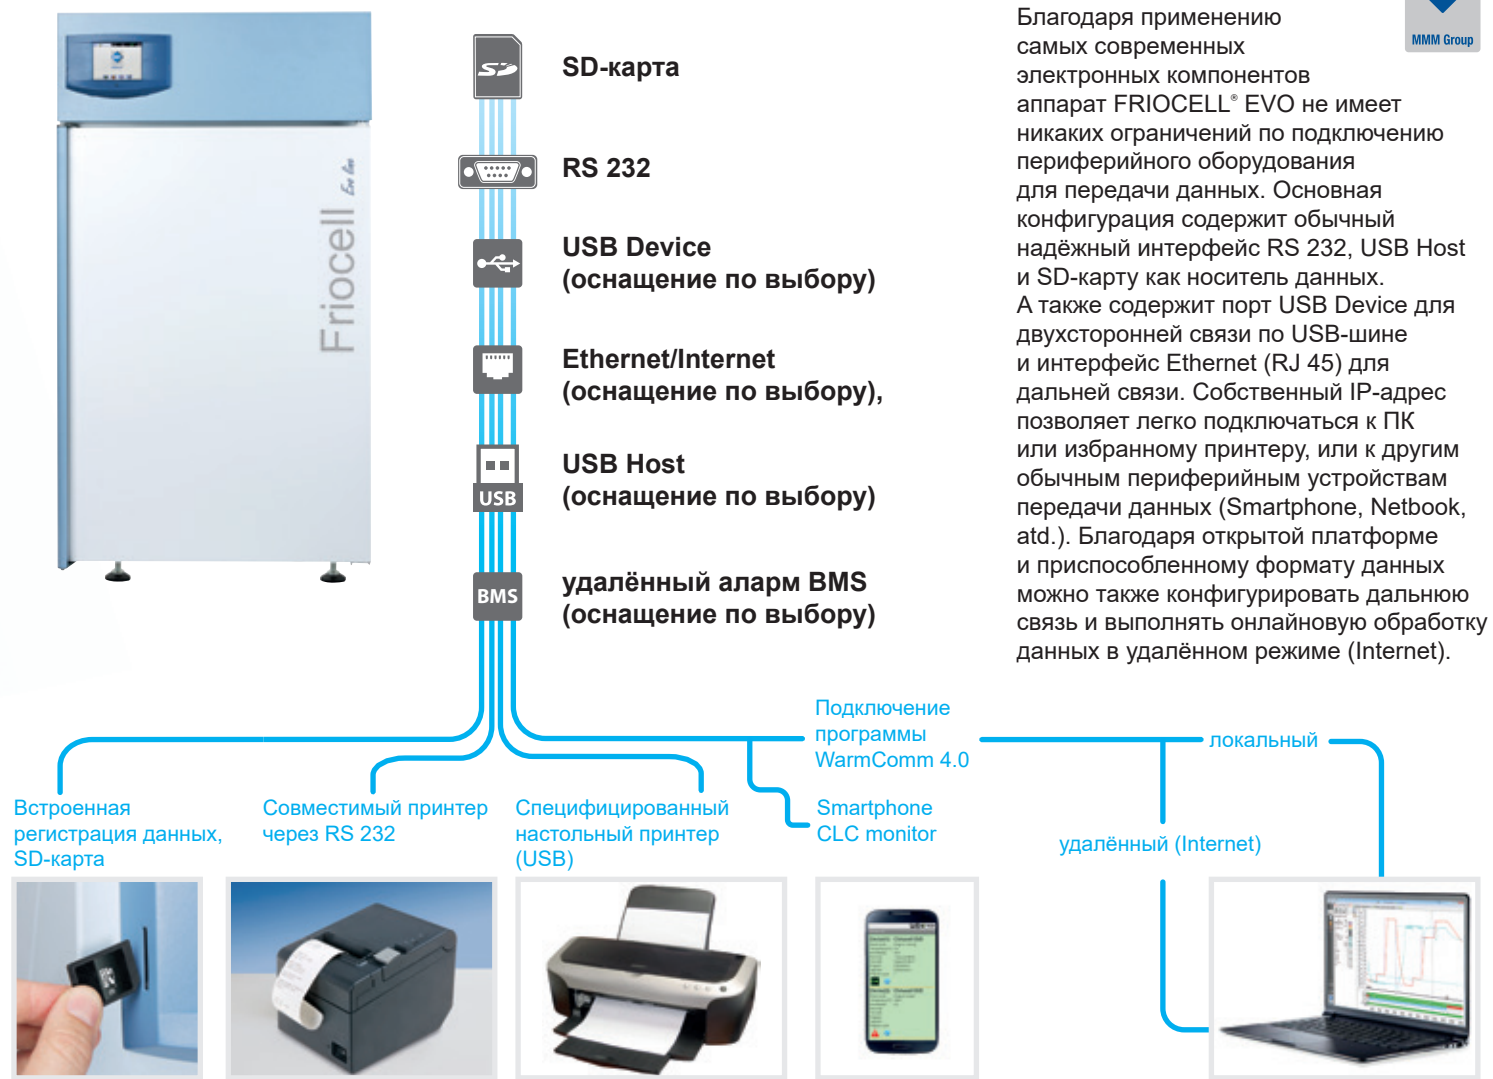 Friocell Evo line
SD-карта
RS 232
USB Device
(оснащение по выбору)
Ethernet/Internet
(оснащение по выбору),
USB Host
(оснащение по выбору)
USB
удалённый аларм BMS
(оснащение по выбору)
BMS
MMM Group
Благодаря применению
самых современных
электронных компонентов
аппарат FRIOCELL® EVO не имеет
никаких ограничений по подключению
периферийного оборудования
для передачи данных. Основная
конфигурация содержит обычный
надёжный интерфейс RS 232, USB Host
и SD-карту как носитель данных.
А также содержит порт USB Device для
двухсторонней связи по USB-шине
и интерфейс Ethernet (RJ 45) для
дальней связи. Собственный IP-адрес
позволяет легко подключаться к ПК
или избранному принтеру, или к другим
обычным периферийным устройствам
передачи данных (Smartphone, Netbook,
atd.). Благодаря открытой платформе
и приспособленному формату данных
можно также конфигурировать дальнюю
связь и выполнять онлайновую обработку
данных в удалённом режиме (Internet).
Встроенная
регистрация данных,
SD-карта
Совместимый принтер
через RS 232
Специфицированный
настольный принтер
(USB)
Подключение
программы
WarmComm 4.0
Smartphone
CLC monitor
локальный
удалённый (Internet)